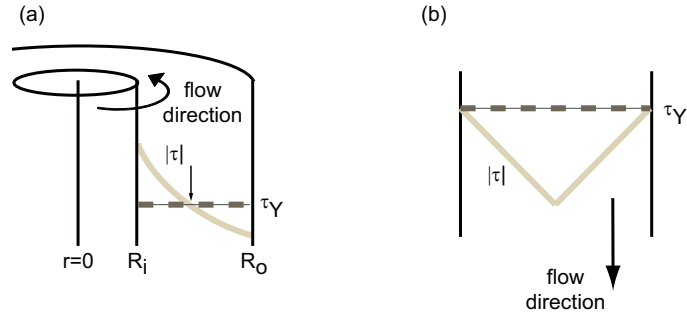 (a)
flow
direction
|τ|
τY
r=0
Ri
Ro
(b)
τY
|τ|
flow
direction